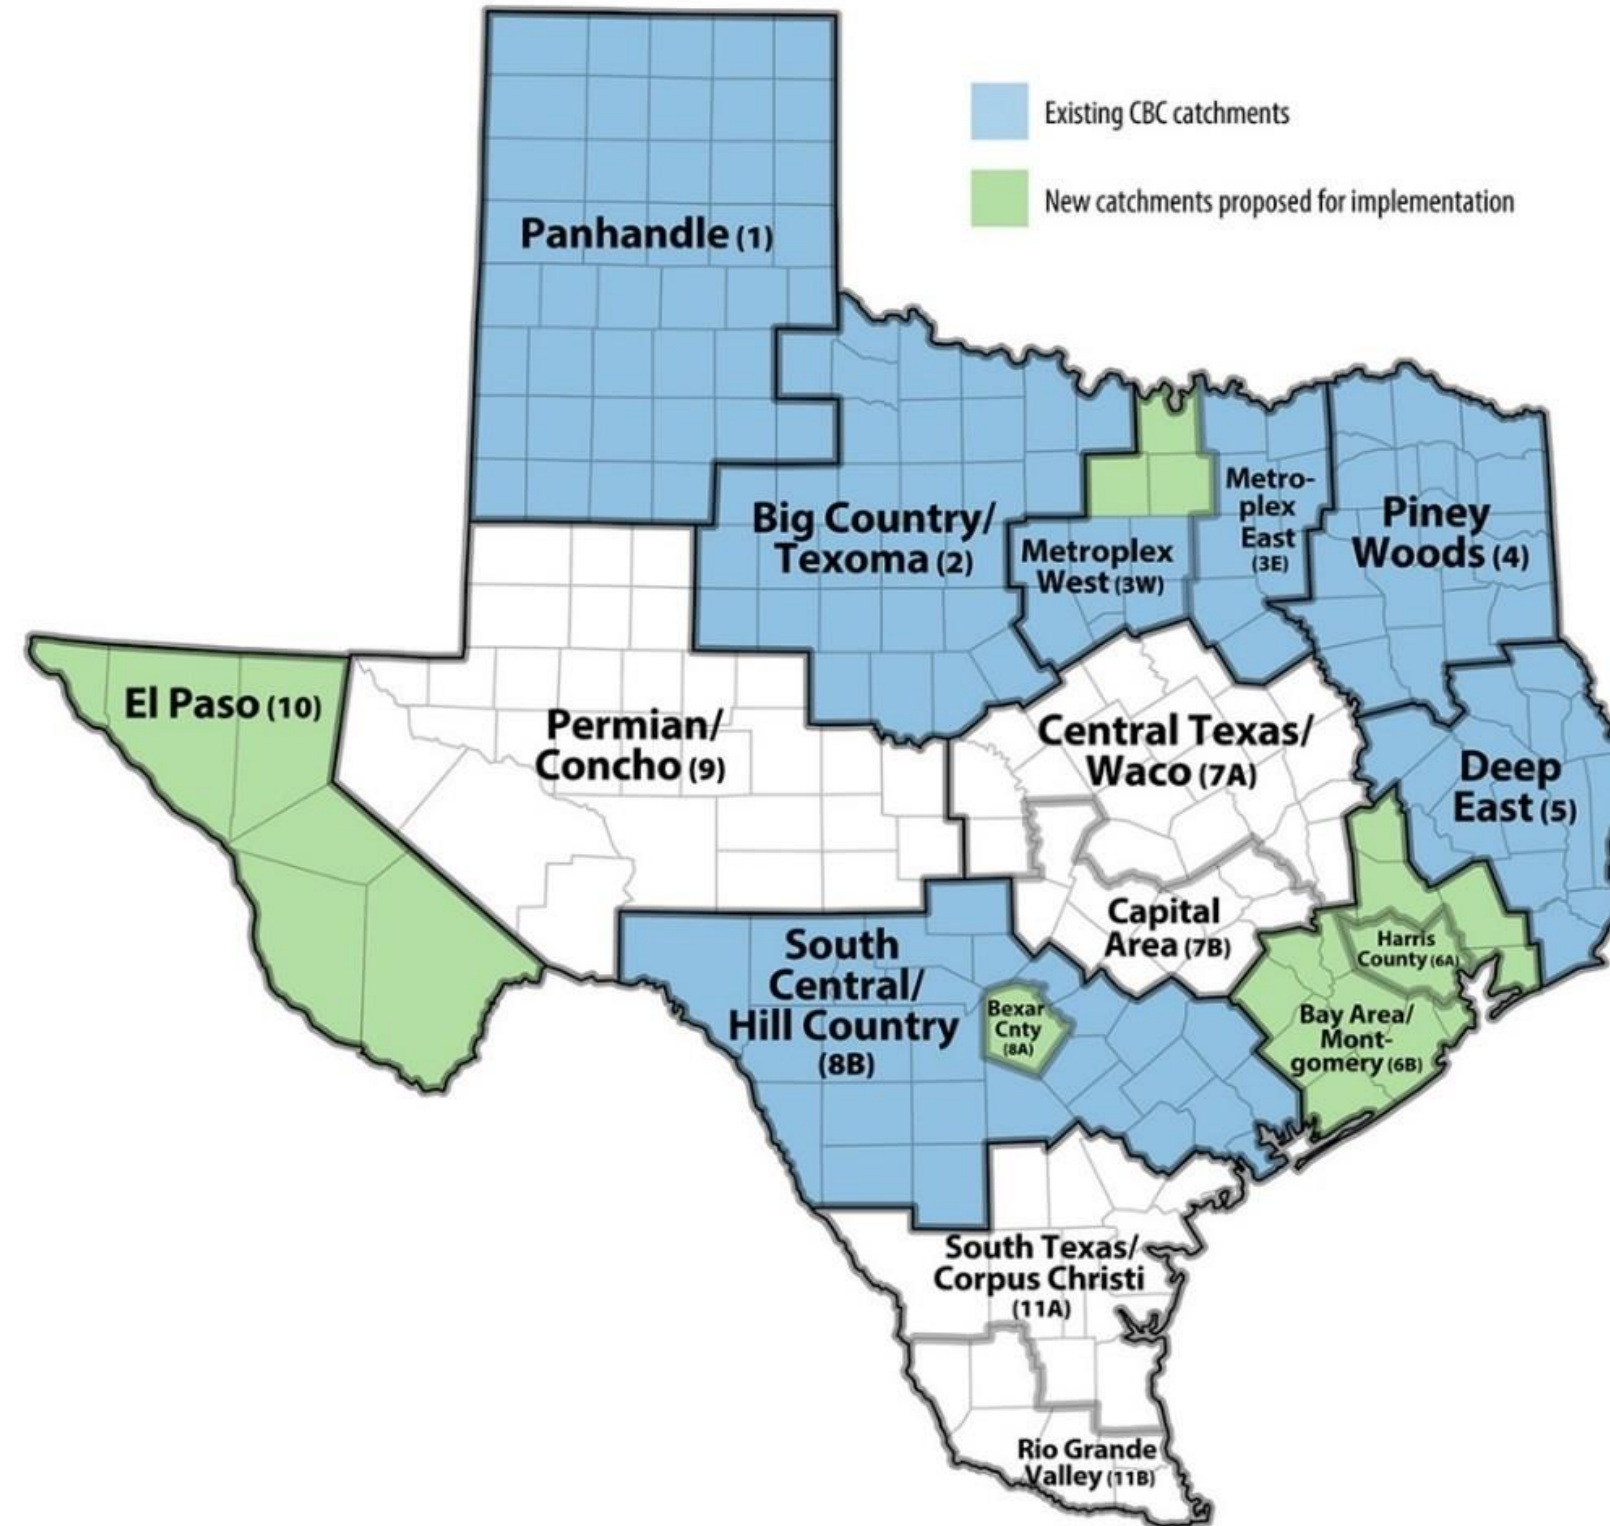 Existing CBC catchments
New catchments proposed for implementation
Panhandle (1)
Big Country/
Texoma (2)
Metroplex
West (3W)
Metro-
plex
East
(3E)
Piney
Woods (4)
El Paso (10)
Permian/
Concho (9)
Central Texas/
Waco (7A)
Deep
East (5)
Capital
Area (7B)
Harris
County (6A)
South
Central/
Hill Country
(8B)
Bexar
Cnty
(8A)
Bay Area/
Mont-
gomery (6B)
South Texas/
Corpus Christi
(11A)
Rio Grande
Valley (11B)